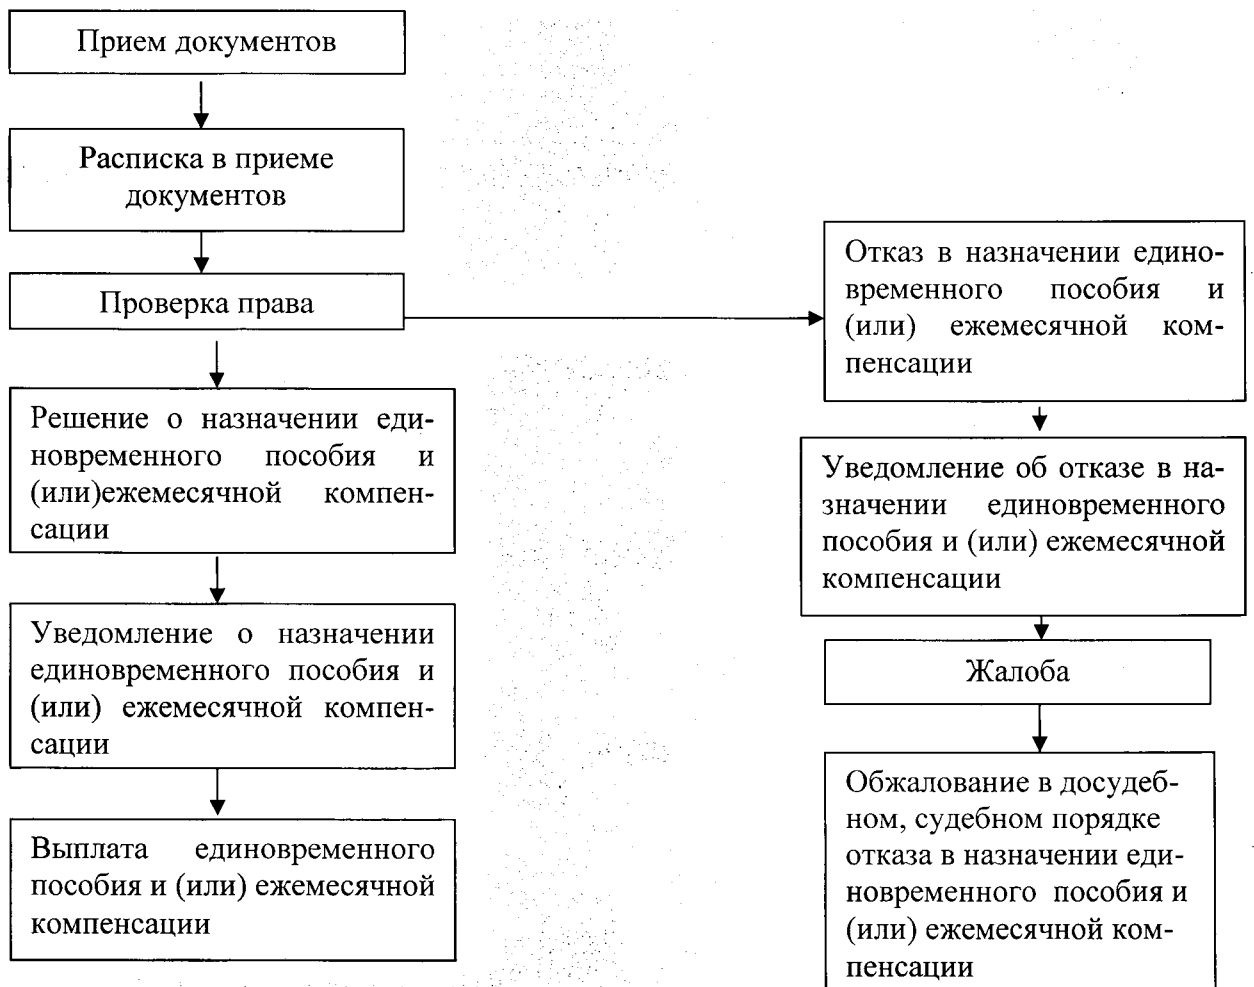 Прием документов
Расписка в приеме
документов
Проверка права
Решение о назначении еди-
новременного пособия и
(или)ежемесячной компен-
сации
Уведомление о назначении
единовременного пособия и
(или) ежемесячной компен-
сации
Выплата единовременного
пособия и (или) ежемесячной
компенсации
Отказ в назначении едино-
временного пособия и
(или) ежемесячной ком-
пенсации
Уведомление об отказе в на-
значении единовременного
пособия и (или) ежемесячной
компенсации
Жалоба
Обжалование в досудеб-
ном, судебном порядке
отказа в назначении еди-
новременного пособия и
(или) ежемесячной ком-
пенсации